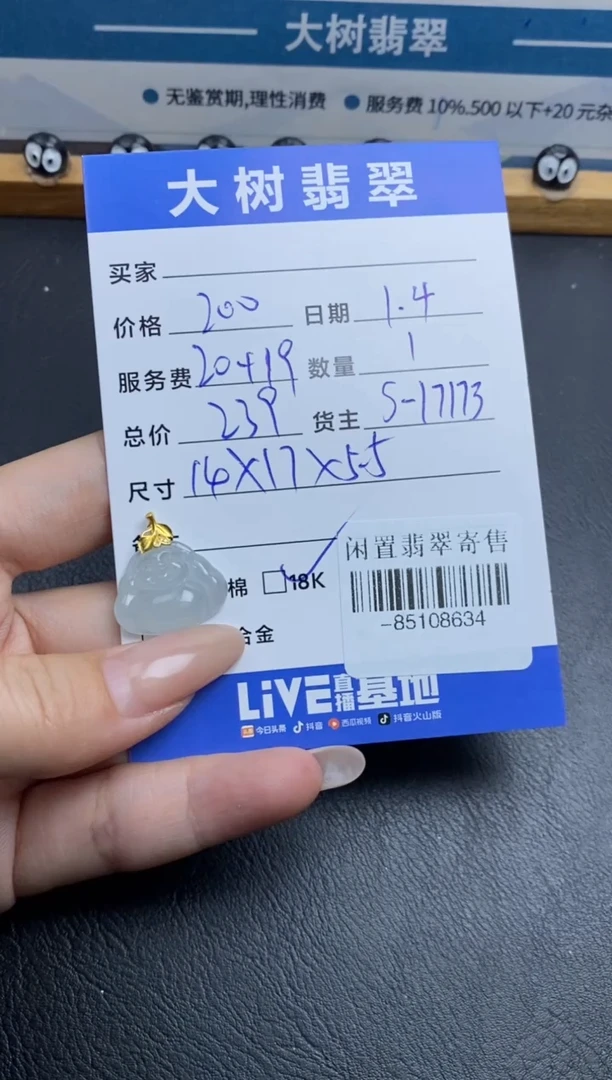 大树翡翠
无鉴赏期,理性消费 服务费 10%.500 以下+20 元杂
大树翡翠
买家
价格 200 日期 1.4
服务费 20+19 数量 1
总价 239 货主 S-17173
尺寸 14X17X5.5
棉 18K
合金
闲置翡翠寄售
-85108634
LiVE直播基地
今日头条 抖音 西瓜视频 抖音火山版